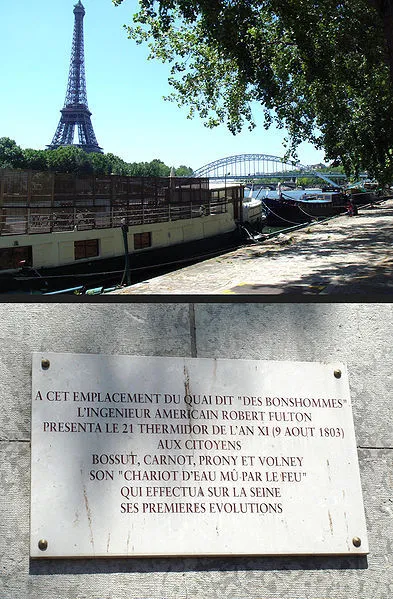 A CET EMPLACEMENT DU QUAI DIT "DES BONSHOMMES"
L'INGENIEUR AMERICAIN ROBERT FULTON
PRESENTA LE 21 THERMIDOR DE L'AN XI (9 AOUT 1803)
AUX CITOYENS
BOSSUT, CARNOT, PRONY ET VOLNEY
SON "CHARIOT D'EAU MÛ PAR LE FEU"
QUI EFFECTUA SUR LA SEINE
SES PREMIERES EVOLUTIONS